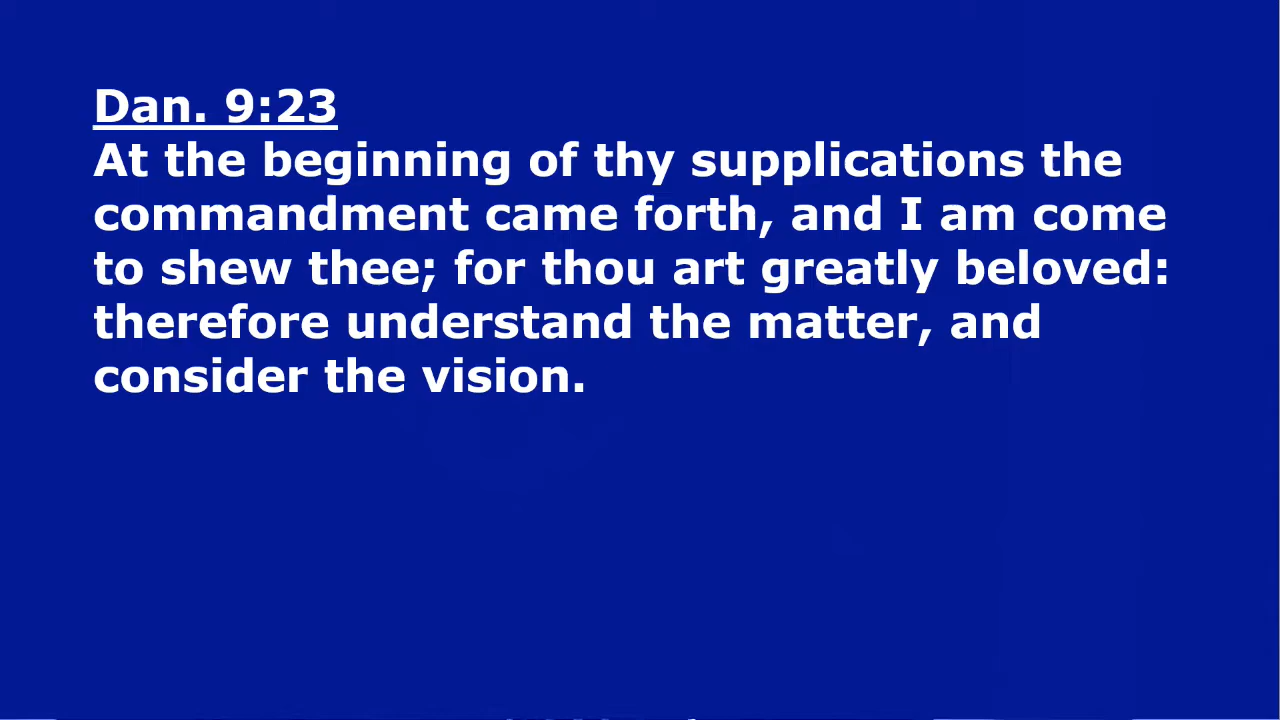 Dan. 9:23
At the beginning of thy supplications the
commandment came forth, and I am come
to shew thee; for thou art greatly beloved:
therefore understand the matter, and
consider the vision.